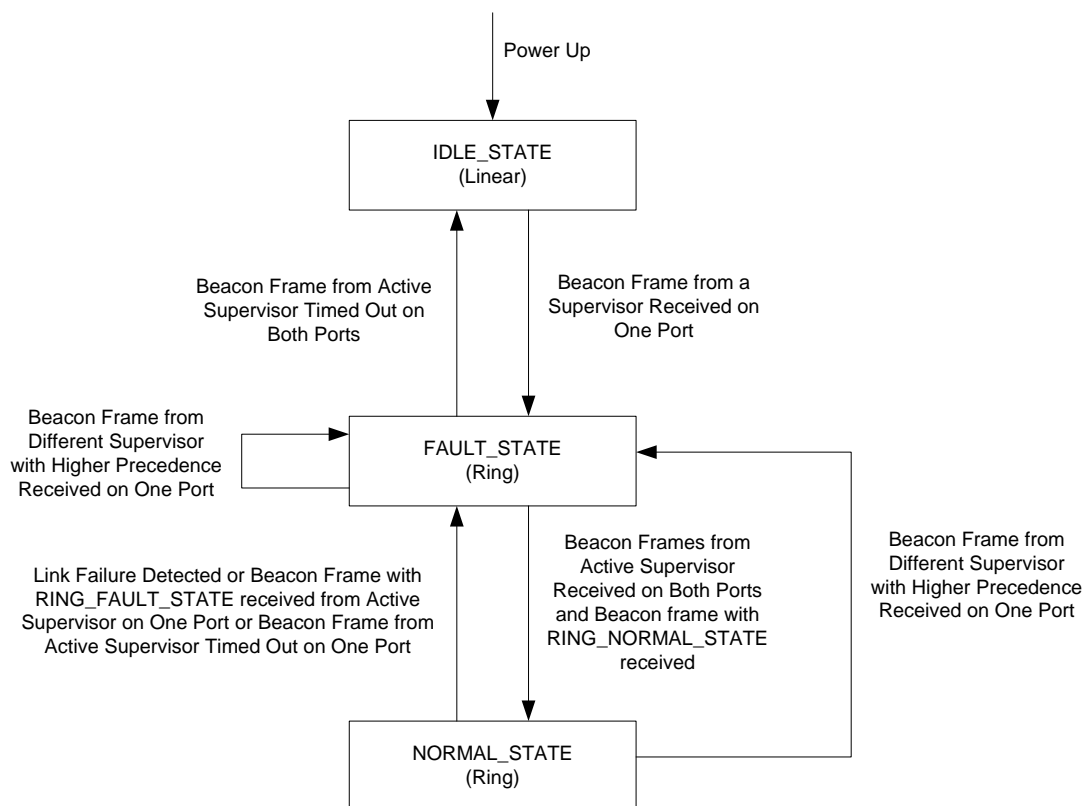 Power Up
IDLE_STATE
(Linear)
Beacon Frame from Active
Supervisor Timed Out on
Both Ports
Beacon Frame from a
Supervisor Received on
One Port
Beacon Frame from
Different Supervisor
with Higher Precedence
Received on One Port
FAULT_STATE
(Ring)
Link Failure Detected or Beacon Frame with
RING_FAULT_STATE received from Active
Supervisor on One Port or Beacon Frame from
Active Supervisor Timed Out on One Port
Beacon Frames from
Active Supervisor
Received on Both Ports
and Beacon frame with
RING_NORMAL_STATE
received
Beacon Frame from
Different Supervisor
with Higher Precedence
Received on One Port
NORMAL_STATE
(Ring)